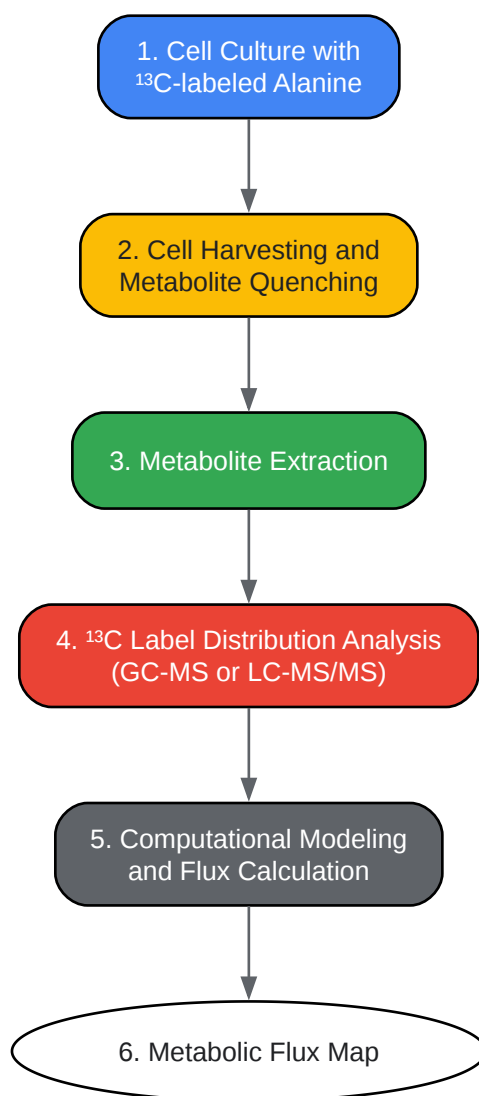 1. Cell Culture with
¹³C-labeled Alanine
2. Cell Harvesting and
Metabolite Quenching
3. Metabolite Extraction
4. ¹³C Label Distribution Analysis
(GC-MS or LC-MS/MS)
5. Computational Modeling
and Flux Calculation
6. Metabolic Flux Map